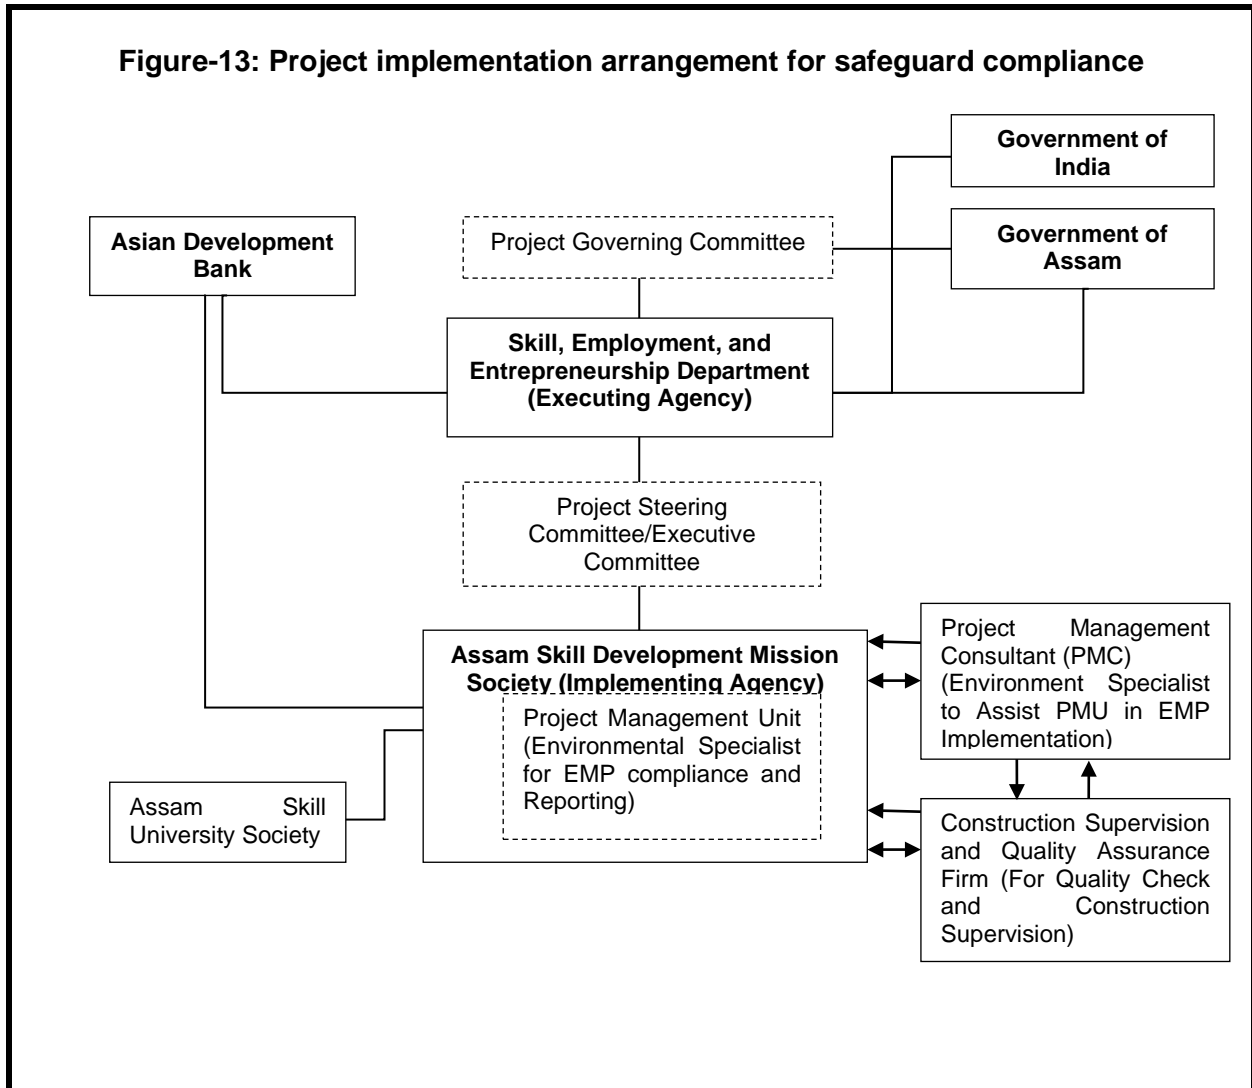 Figure-13: Project implementation arrangement for safeguard compliance
Government of
India
Asian Development
Bank
Project Governing Committee
Government of
Assam
Skill, Employment, and
Entrepreneurship Department
(Executing Agency)
Project Steering
Committee/Executive
Committee
Assam Skill Development Mission
Society (Implementing Agency)
Project Management Unit
(Environmental Specialist
for EMP compliance and
Reporting)
Project Management
Consultant (PMC)
(Environment Specialist
to Assist PMU in EMP
Implementation)
Assam Skill
University Society
Construction Supervision
and Quality Assurance
Firm (For Quality Check
and Construction
Supervision)